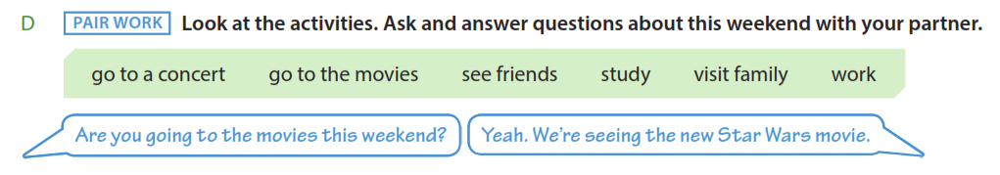 D PAIR WORK Look at the activities. Ask and answer questions about this weekend with your partner.
go to a concert go to the movies see friends study visit family work
Are you going to the movies this weekend? Yeah. We're seeing the new Star Wars movie.